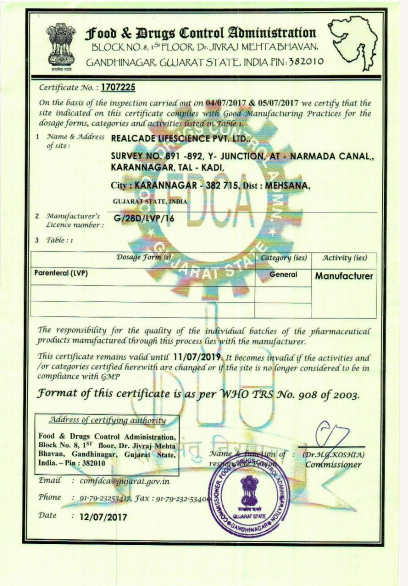 Food & Drugs Control Administration
BLOCK NO. 8, 1ST FLOOR, Dr. JIVRAJ MEHTA BHAVAN,
GANDHINAGAR, GUJARAT STATE, INDIA. PIN: 382010
Certificate No. : 1707225
On the basis of the inspection carried out on 04/07/2017 & 05/07/2017 we certify that the
site indicated on this certificate complies with Good Manufacturing Practices for the
dosage forms, categories and activities listed in Table 1.
1 Name & Address of site : REALCADE LIFESCIENCE PVT. LTD.,
SURVEY NO. 891 -892, Y- JUNCTION, AT - NARMADA CANAL.,
KARANNAGAR, TAL - KADI,
City : KARANNAGAR - 382 715, Dist : MEHSANA,
GUJARAT STATE, INDIA
2 Manufacturer's Licence number : G/28D/LVP/16
3 Table : 1
Dosage Form (s) Category (ies) Activity (ies)
Parenteral (LVP) General Manufacturer
The responsibility for the quality of the individual batches of the pharmaceutical
products manufactured through this process lies with the manufacturer.
This certificate remains valid until 11/07/2019. It becomes invalid if the activities and
/or categories certified herewith are changed or if the site is no longer considered to be in
compliance with GMP
Format of this certificate is as per WHO TRS No. 908 of 2003.
Address of certifying authority
Food & Drugs Control Administration,
Block No. 8, 1ST floor, Dr. Jivraj Mehta
Bhavan, Gandhinagar, Gujarat State,
India. – Pin : 382010
Name & function of :
(Dr.H.G.KOSHIA)
Commissioner
Email : comfdca@gujarat.gov.in
Phone : 91-79-23253417, Fax : 91-79-232-53400
Date : 12/07/2017
FDCA
GUJARAT STATE
GUJARAT STATE
GANDHINAGAR